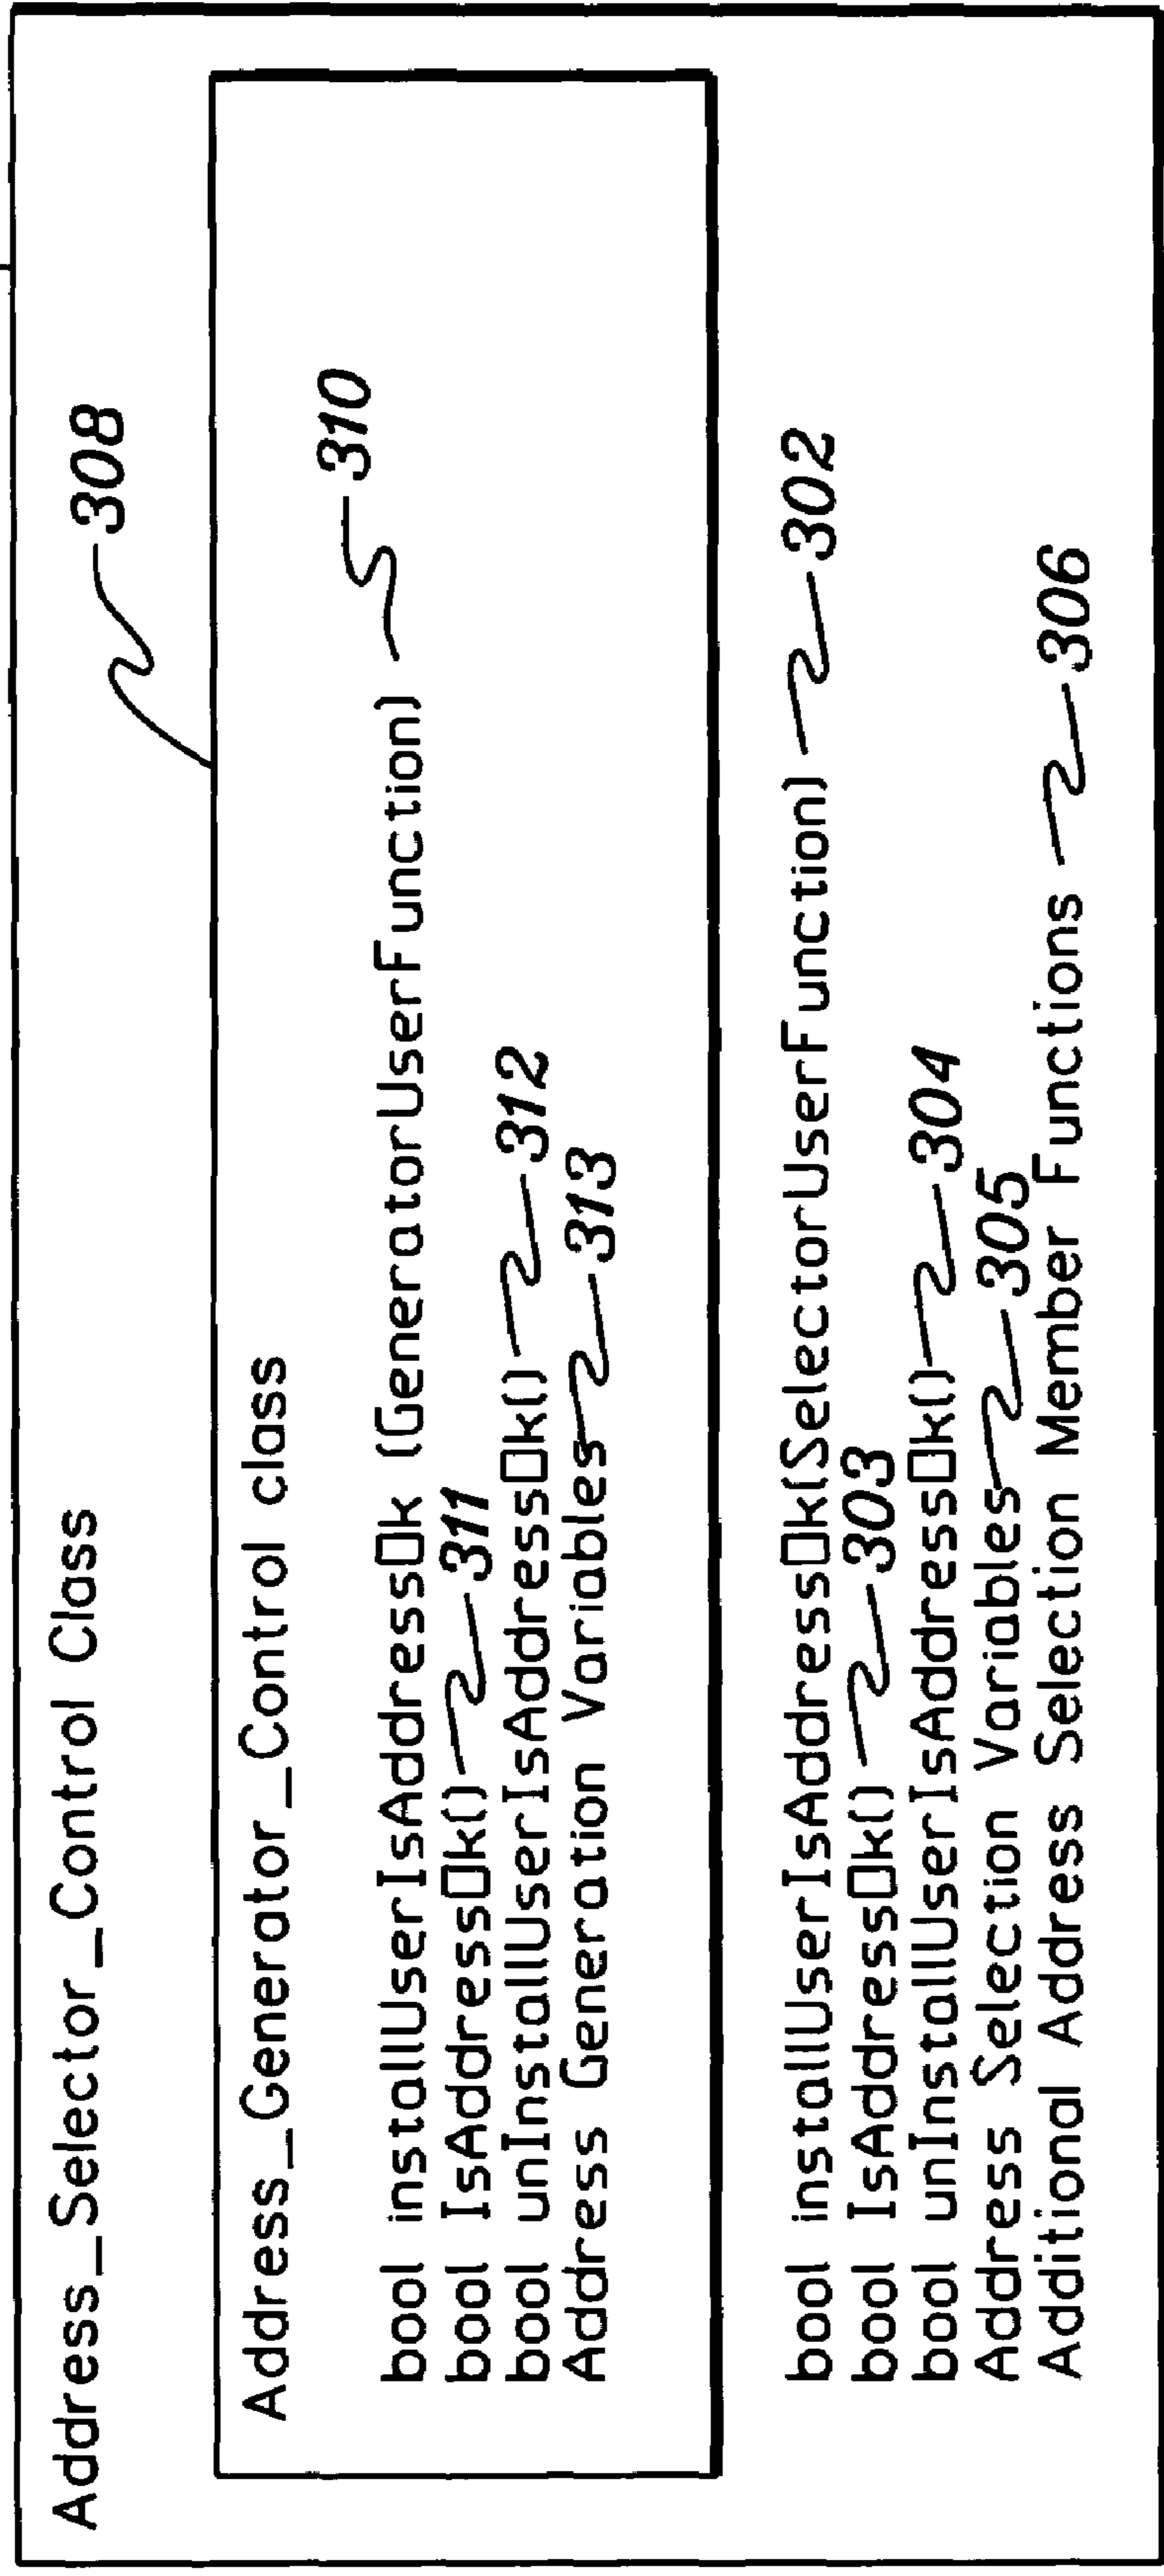 Address_Selector_Control Class
308
Address_Generator_Control class
bool installUserIsAddressOk (GeneratorUserFunction) 310
bool IsAddressOk() 311
bool unInstallUserIsAddressOk() 312
Address Generation Variables 313
bool installUserIsAddressOk(SelectorUserFunction) 302
bool IsAddressOk() 303
bool unInstallUserIsAddressOk() 304
Address Selection Variables 305
Additional Address Selection Member Functions 306